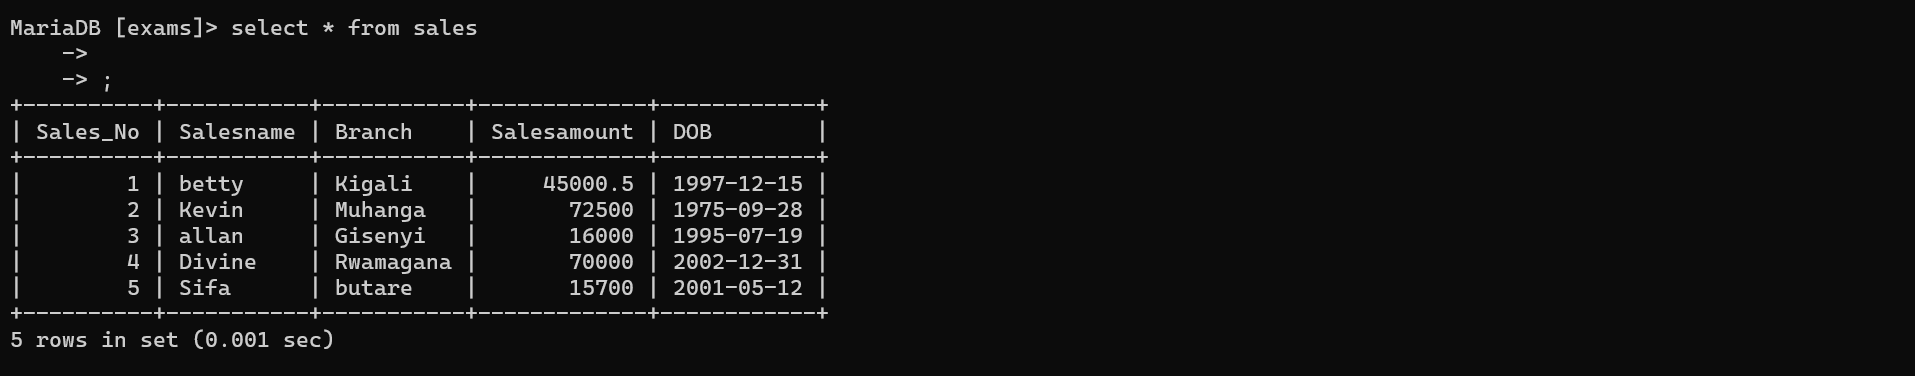 MariaDB [exams]> select * from sales
    ->
    -> ;
+----------+-----------+-----------+-------------+------------+
| Sales_No | Salesname | Branch    | Salesamount | DOB        |
+----------+-----------+-----------+-------------+------------+
|        1 | betty     | Kigali    |     45000.5 | 1997-12-15 |
|        2 | Kevin     | Muhanga   |       72500 | 1975-09-28 |
|        3 | allan     | Gisenyi   |       16000 | 1995-07-19 |
|        4 | Divine    | Rwamagana |       70000 | 2002-12-31 |
|        5 | Sifa      | butare    |       15700 | 2001-05-12 |
+----------+-----------+-----------+-------------+------------+
5 rows in set (0.001 sec)